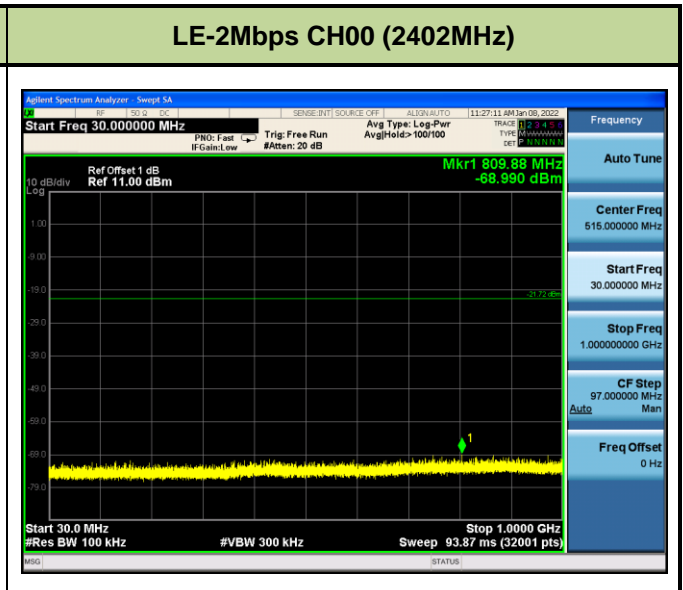 LE-2Mbps CH00 (2402MHz)
Agilent Spectrum Analyzer - Swept SA
RF 50 Ω DC SENSE:INT SOURCE OFF ALIGN AUTO 11:27:11 AM Jan 08, 2022
Start Freq 30.000000 MHz
PNO: Fast
IFGain:Low
Trig: Free Run
#Atten: 20 dB
Avg Type: Log-Pwr
Avg|Hold:>100/100
TRACE 1 2 3 4 5 6
TYPE M
DET P N N N N N
Frequency
Ref Offset 1 dB
10 dB/div Ref 11.00 dBm
Log
Mkr1 809.88 MHz
-68.990 dBm
Auto Tune
Center Freq
515.000000 MHz
Start Freq
30.000000 MHz
Stop Freq
1.000000000 GHz
CF Step
97.000000 MHz
Auto Man
Freq Offset
0 Hz
1.00
-9.00
-19.0
-21.72 dBm
-29.0
-39.0
-49.0
-59.0
1
-69.0
-79.0
Start 30.0 MHz Stop 1.0000 GHz
#Res BW 100 kHz #VBW 300 kHz Sweep 93.87 ms (32001 pts)
MSG STATUS